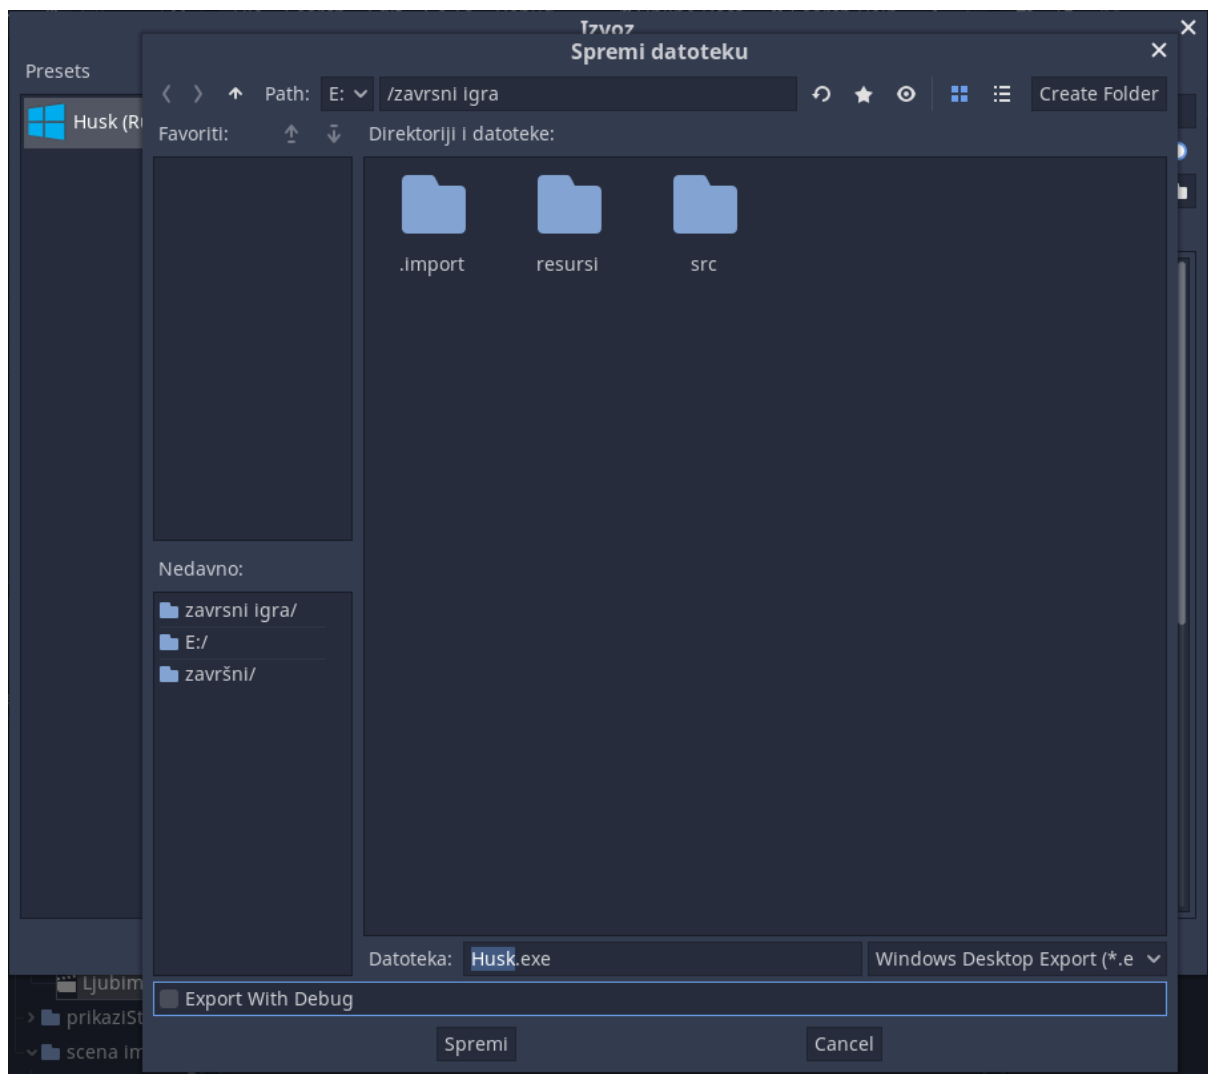 Izvoz
Spremi datoteku
Presets
Path: E: /zavrsni igra Create Folder
Husk (R
Favoriti: Direktoriji i datoteke:
.import resursi src
Nedavno:
zavrsni igra/
E:/
završni/
Datoteka: Husk.exe Windows Desktop Export (*.e
Ljubim
Export With Debug
prikaziSt
scena im
Spremi Cancel